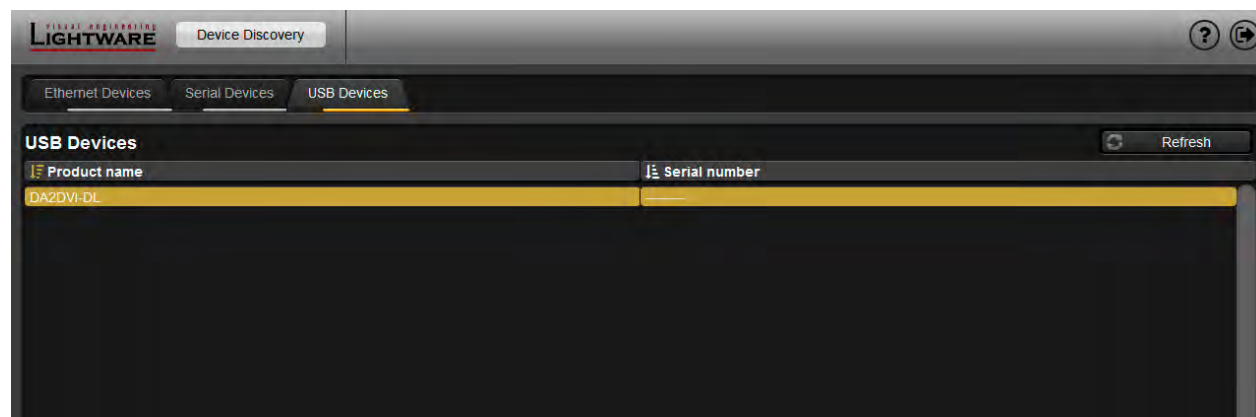 visual engineering
LIGHTWARE
Device Discovery
?
Ethernet Devices Serial Devices USB Devices
USB Devices
Refresh
Product name Serial number
DA2DVI-DL --------